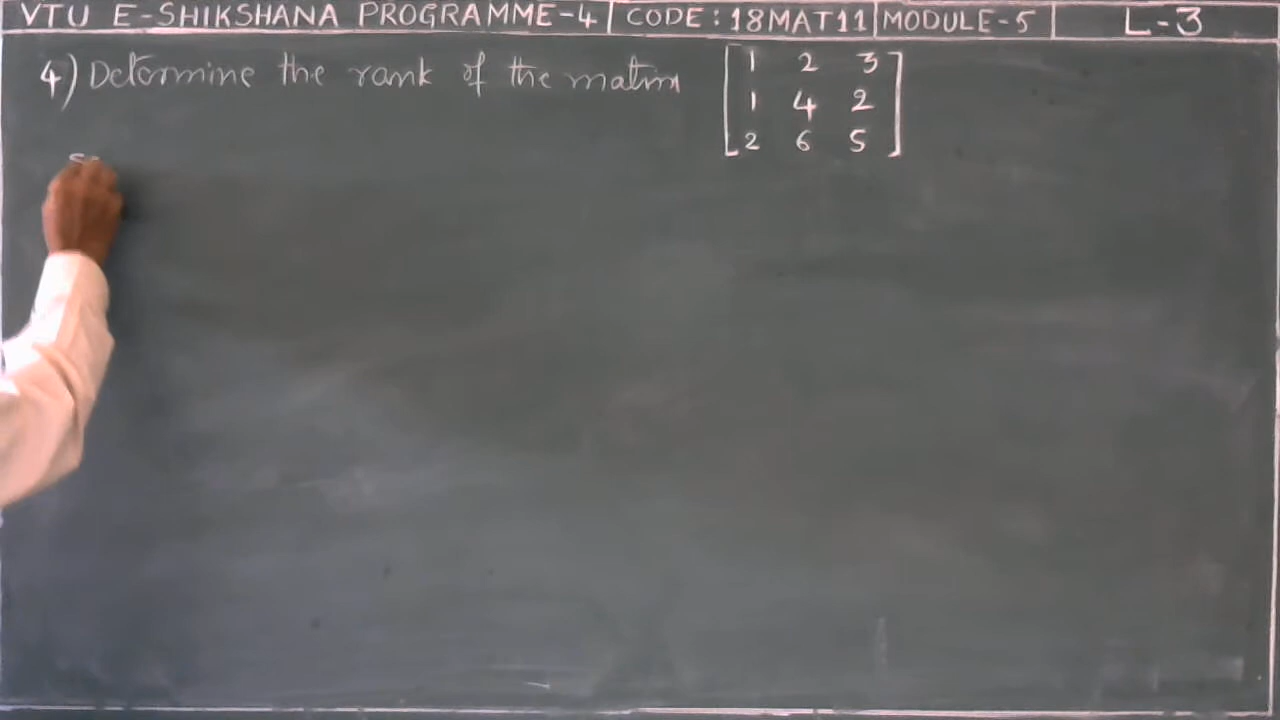 VTU E-SHIKSHANA PROGRAMME-4 CODE:18MAT11 MODULE-5 L-3
4) Determine the rank of the matrix
1 2 3
1 4 2
2 6 5